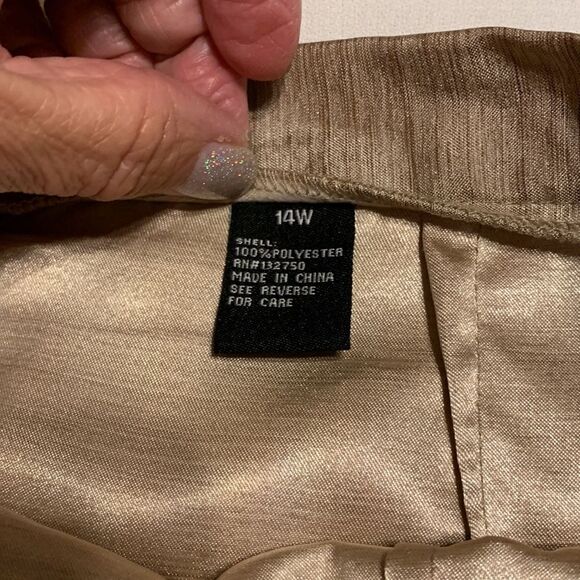 14W
SHELL:
100%POLYESTER
RN#132750
MADE IN CHINA
SEE REVERSE
FOR CARE